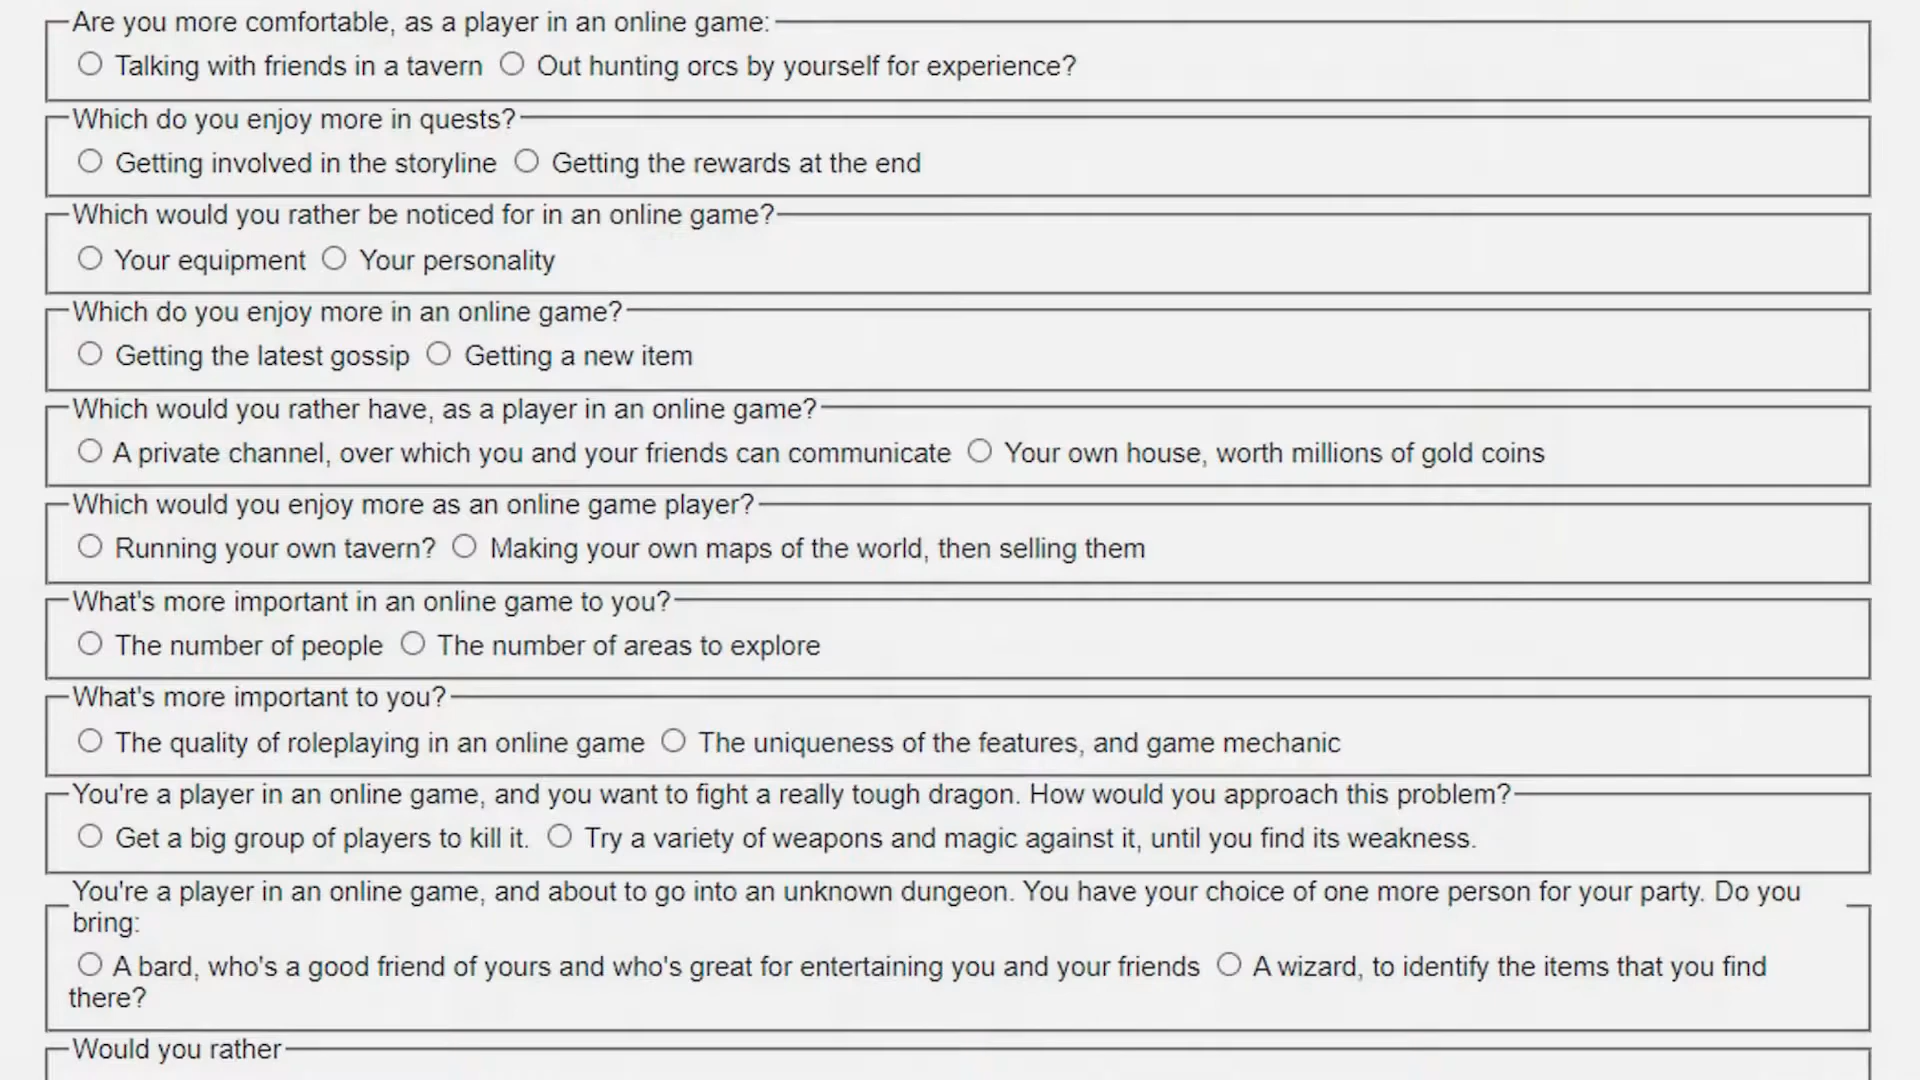 Are you more comfortable, as a player in an online game:
Talking with friends in a tavern Out hunting orcs by yourself for experience?
Which do you enjoy more in quests?
Getting involved in the storyline Getting the rewards at the end
Which would you rather be noticed for in an online game?
Your equipment Your personality
Which do you enjoy more in an online game?
Getting the latest gossip Getting a new item
Which would you rather have, as a player in an online game?
A private channel, over which you and your friends can communicate Your own house, worth millions of gold coins
Which would you enjoy more as an online game player?
Running your own tavern? Making your own maps of the world, then selling them
What's more important in an online game to you?
The number of people The number of areas to explore
What's more important to you?
The quality of roleplaying in an online game The uniqueness of the features, and game mechanic
You're a player in an online game, and you want to fight a really tough dragon. How would you approach this problem?
Get a big group of players to kill it. Try a variety of weapons and magic against it, until you find its weakness.
You're a player in an online game, and about to go into an unknown dungeon. You have your choice of one more person for your party. Do you
bring:
A bard, who's a good friend of yours and who's great for entertaining you and your friends A wizard, to identify the items that you find
there?
Would you rather